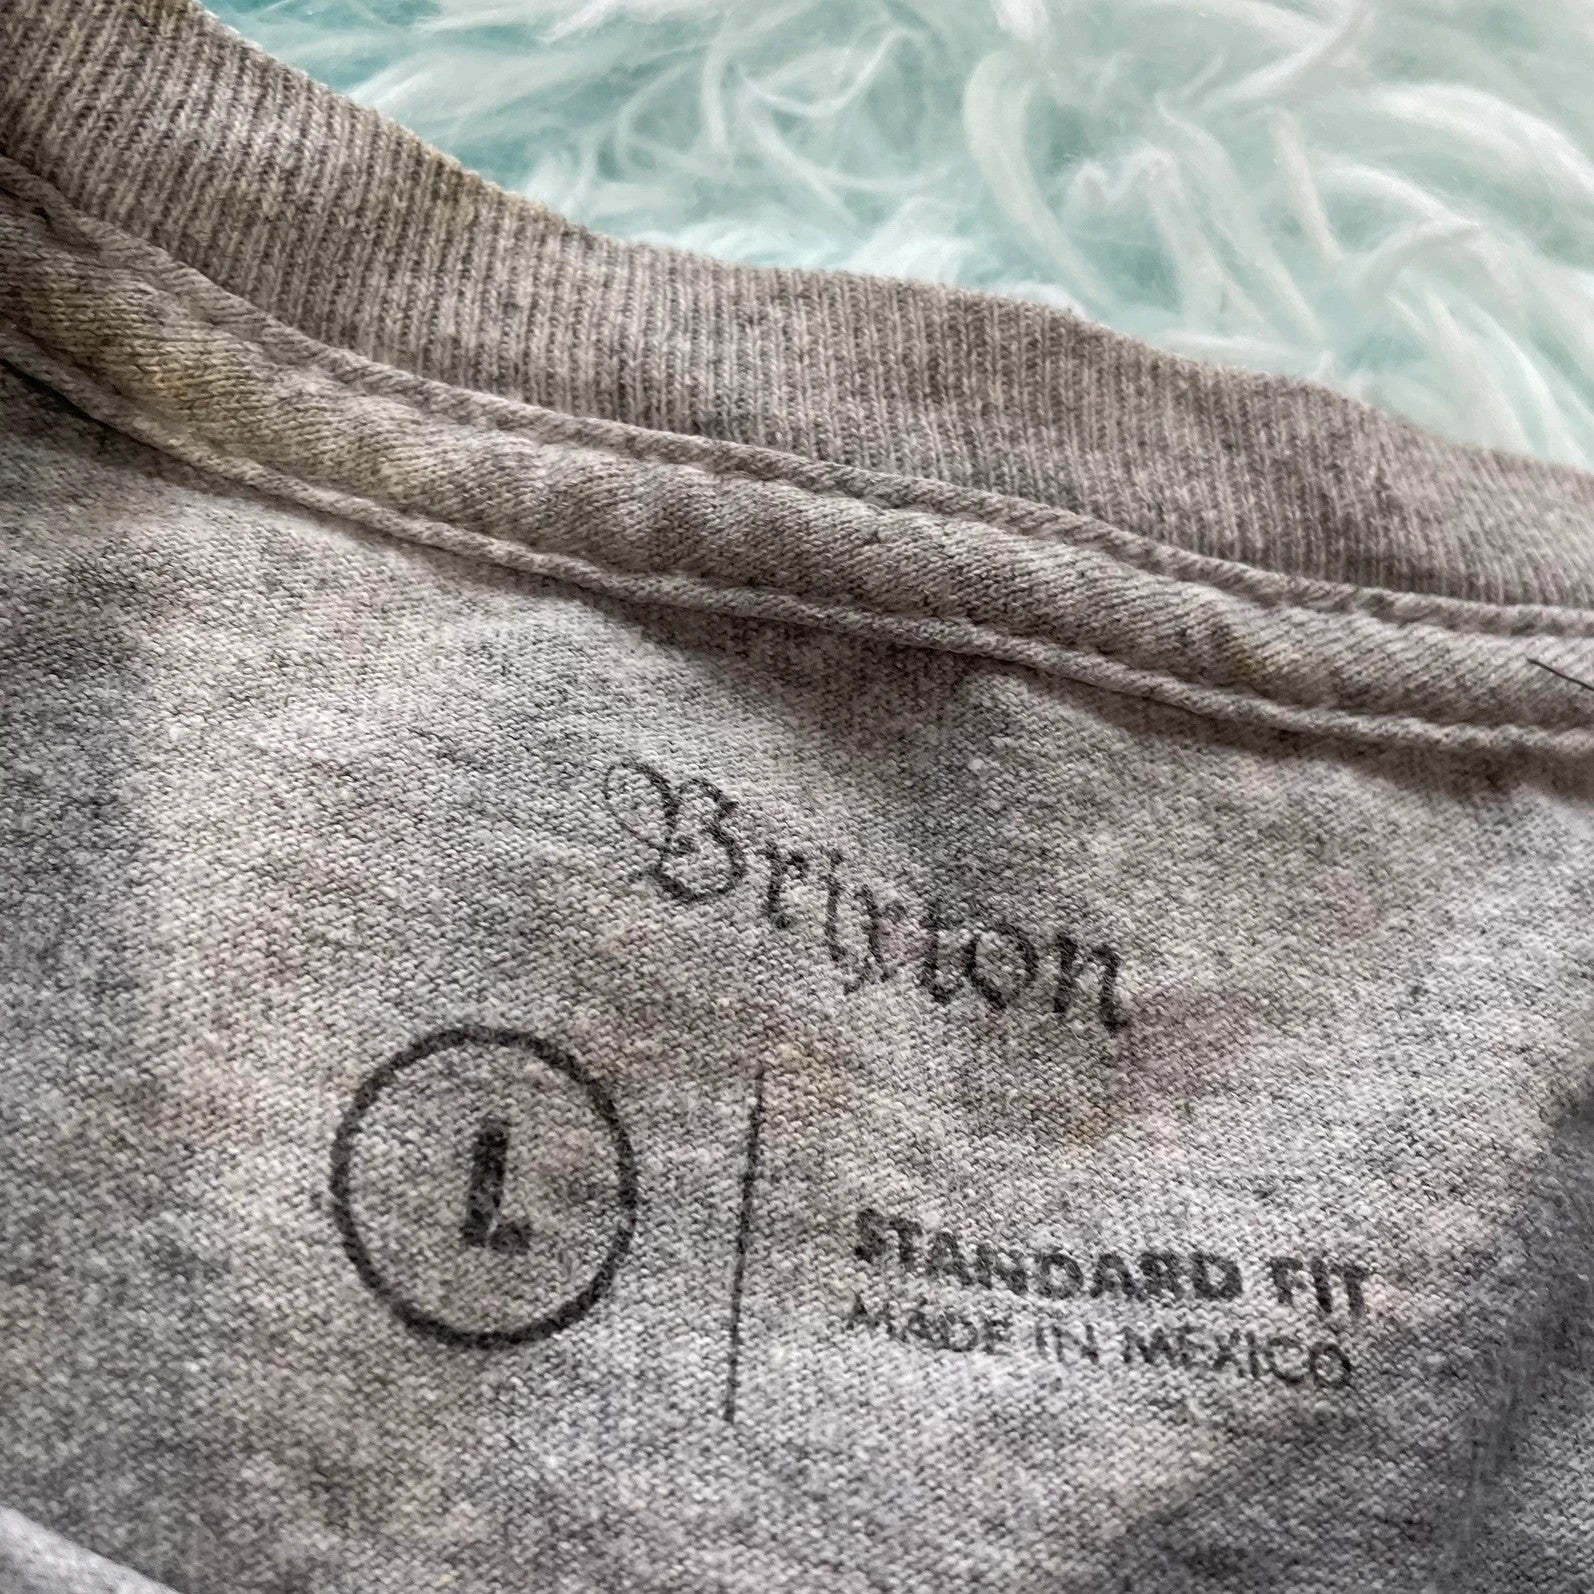 Brixton
L
STANDARD FIT
MADE IN MEXICO